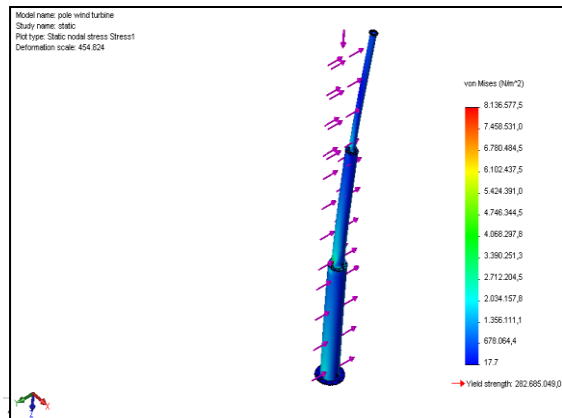 Model name: pole wind turbine
Study name: static
Plot type: Static nodal stress Stress1
Deformation scale: 454.824
von Mises (N/m^2)
8.136.577,5
7.458.531,0
6.780.484,5
6.102.437,5
5.424.391,0
4.746.344,5
4.068.297,8
3.390.251,3
2.712.204,5
2.034.157,8
1.356.111,1
678.064,4
17.7
Yield strength: 282.685.049,0
Y
X
Z